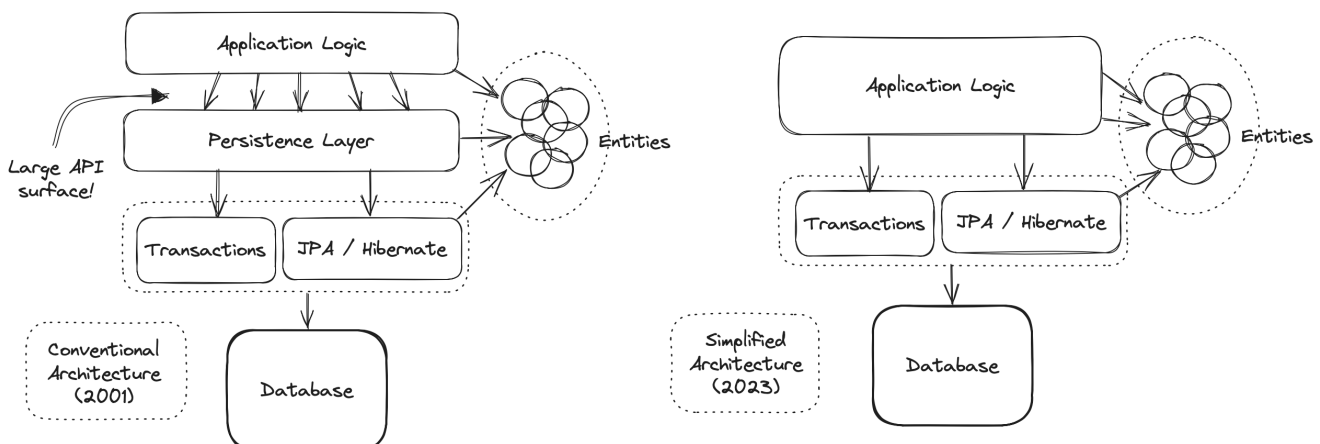 Application Logic
Persistence Layer
Large API
surface!
Entities
Transactions
JPA / Hibernate
Conventional
Architecture
(2001)
Database
Application Logic
Entities
Transactions
JPA / Hibernate
Simplified
Architecture
(2023)
Database